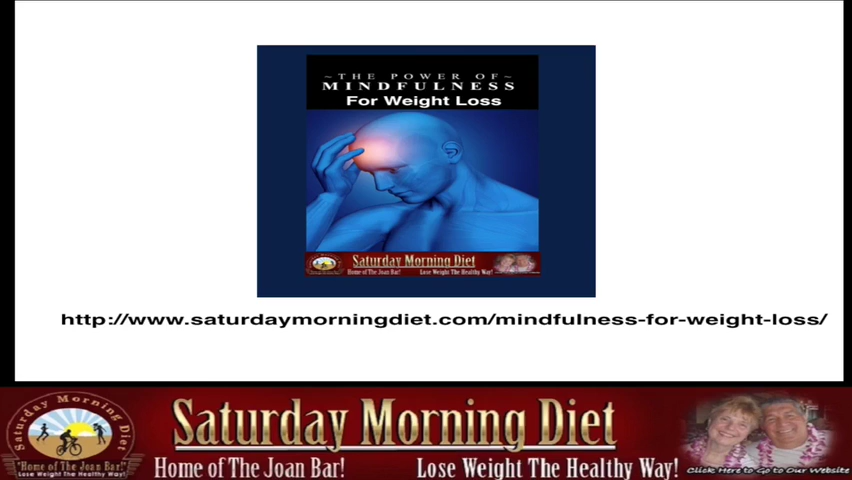 ~THE POWER OF~
MINDFULNESS
For Weight Loss
Saturday Morning Diet
Home of The Joan Bar! Lose Weight The Healthy Way!
http://www.saturdaymorningdiet.com/mindfulness-for-weight-loss/
Saturday Morning Diet
"Home of The Joan Bar!"
Lose Weight The Healthy Way!
Saturday Morning Diet
Home of The Joan Bar! Lose Weight The Healthy Way!
Click Here to Go to Our Website